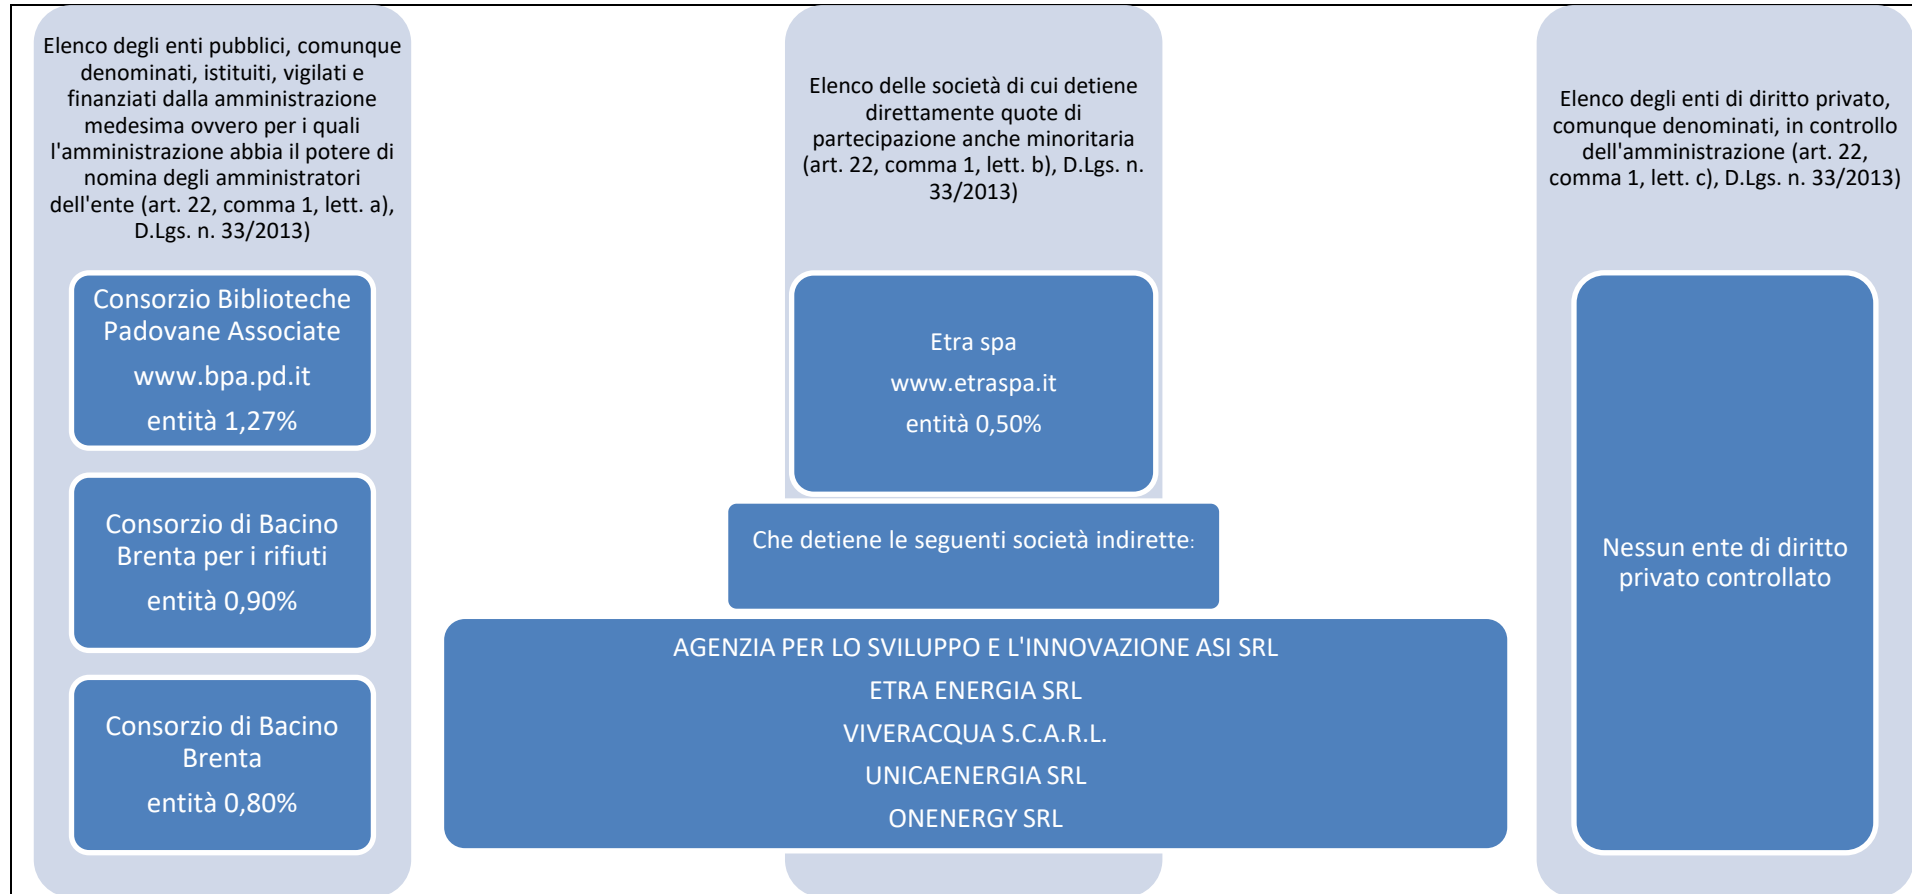 Elenco degli enti pubblici, comunque
denominati, istituiti, vigilati e
finanziati dalla amministrazione
medesima ovvero per i quali
l'amministrazione abbia il potere di
nomina degli amministratori
dell'ente (art. 22, comma 1, lett. a),
D.Lgs. n. 33/2013)
Consorzio Biblioteche
Padovane Associate
www.bpa.pd.it
entità 1,27%
Consorzio di Bacino
Brenta per i rifiuti
entità 0,90%
Consorzio di Bacino
Brenta
entità 0,80%
Elenco delle società di cui detiene
direttamente quote di
partecipazione anche minoritaria
(art. 22, comma 1, lett. b), D.Lgs. n.
33/2013)
Etra spa
www.etraspa.it
entità 0,50%
Che detiene le seguenti società indirette:
AGENZIA PER LO SVILUPPO E L'INNOVAZIONE ASI SRL
ETRA ENERGIA SRL
VIVERACQUA S.C.A.R.L.
UNICAENERGIA SRL
ONENERGY SRL
Elenco degli enti di diritto privato,
comunque denominati, in controllo
dell'amministrazione (art. 22,
comma 1, lett. c), D.Lgs. n. 33/2013)
Nessun ente di diritto
privato controllato